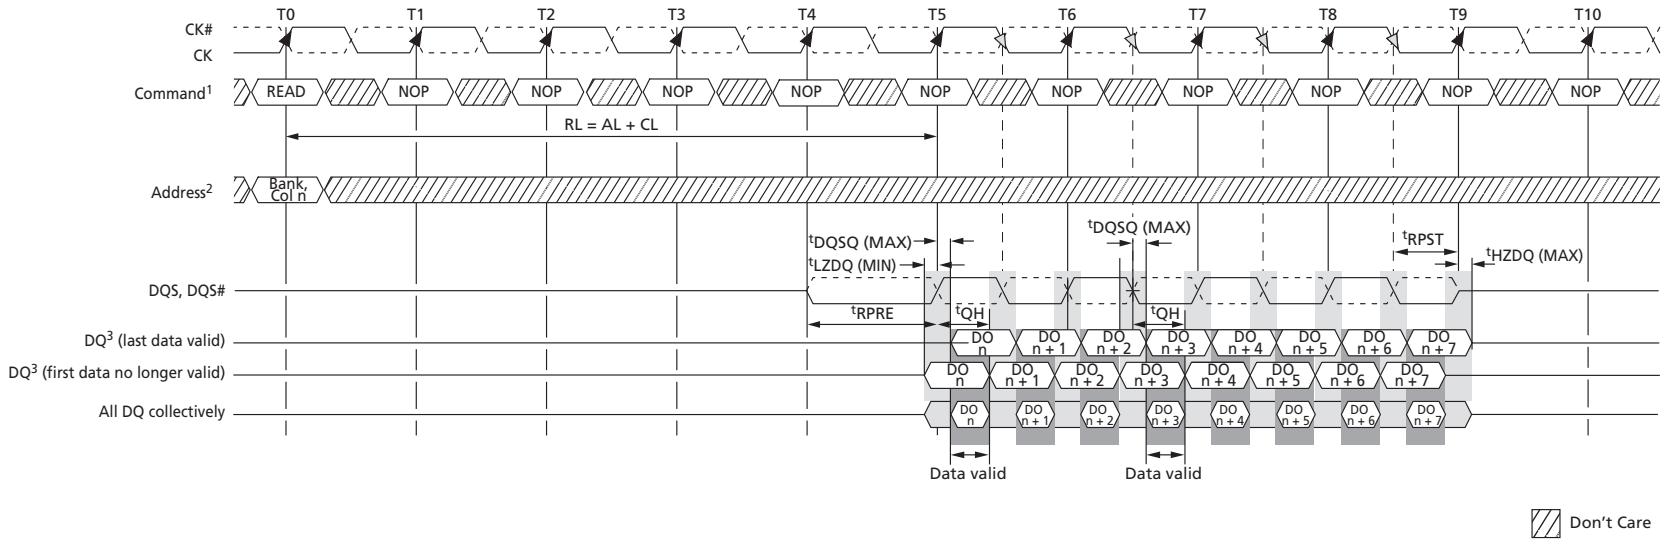 T0 T1 T2 T3 T4 T5 T6 T7 T8 T9 T10
CK#
CK
Command1 READ NOP NOP NOP NOP NOP NOP NOP NOP NOP NOP
RL = AL + CL
Address2 Bank,
Col n
tDQSQ (MAX) tDQSQ (MAX) tRPST
tLZDQ (MIN) tHZDQ (MAX)
DQS, DQS#
tRPRE tQH tQH
DQ3 (last data valid) DO DO DO DO DO DO DO DO
n n + 1 n + 2 n + 3 n + 4 n + 5 n + 6 n + 7
DQ3 (first data no longer valid) DO DO DO DO DO DO DO DO
n n + 1 n + 2 n + 3 n + 4 n + 5 n + 6 n + 7
All DQ collectively DO DO DO DO DO DO DO DO
n n + 1 n + 2 n + 3 n + 4 n + 5 n + 6 n + 7
Data valid Data valid
Don't Care